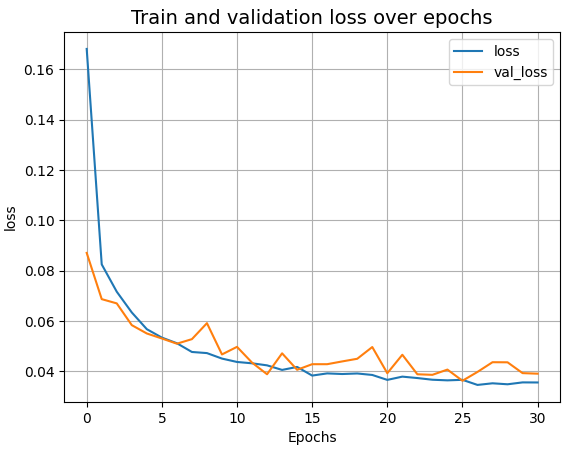 Train and validation loss over epochs
loss
val_loss
0.16
0.14
0.12
0.10
0.08
0.06
0.04
loss
0 5 10 15 20 25 30
Epochs